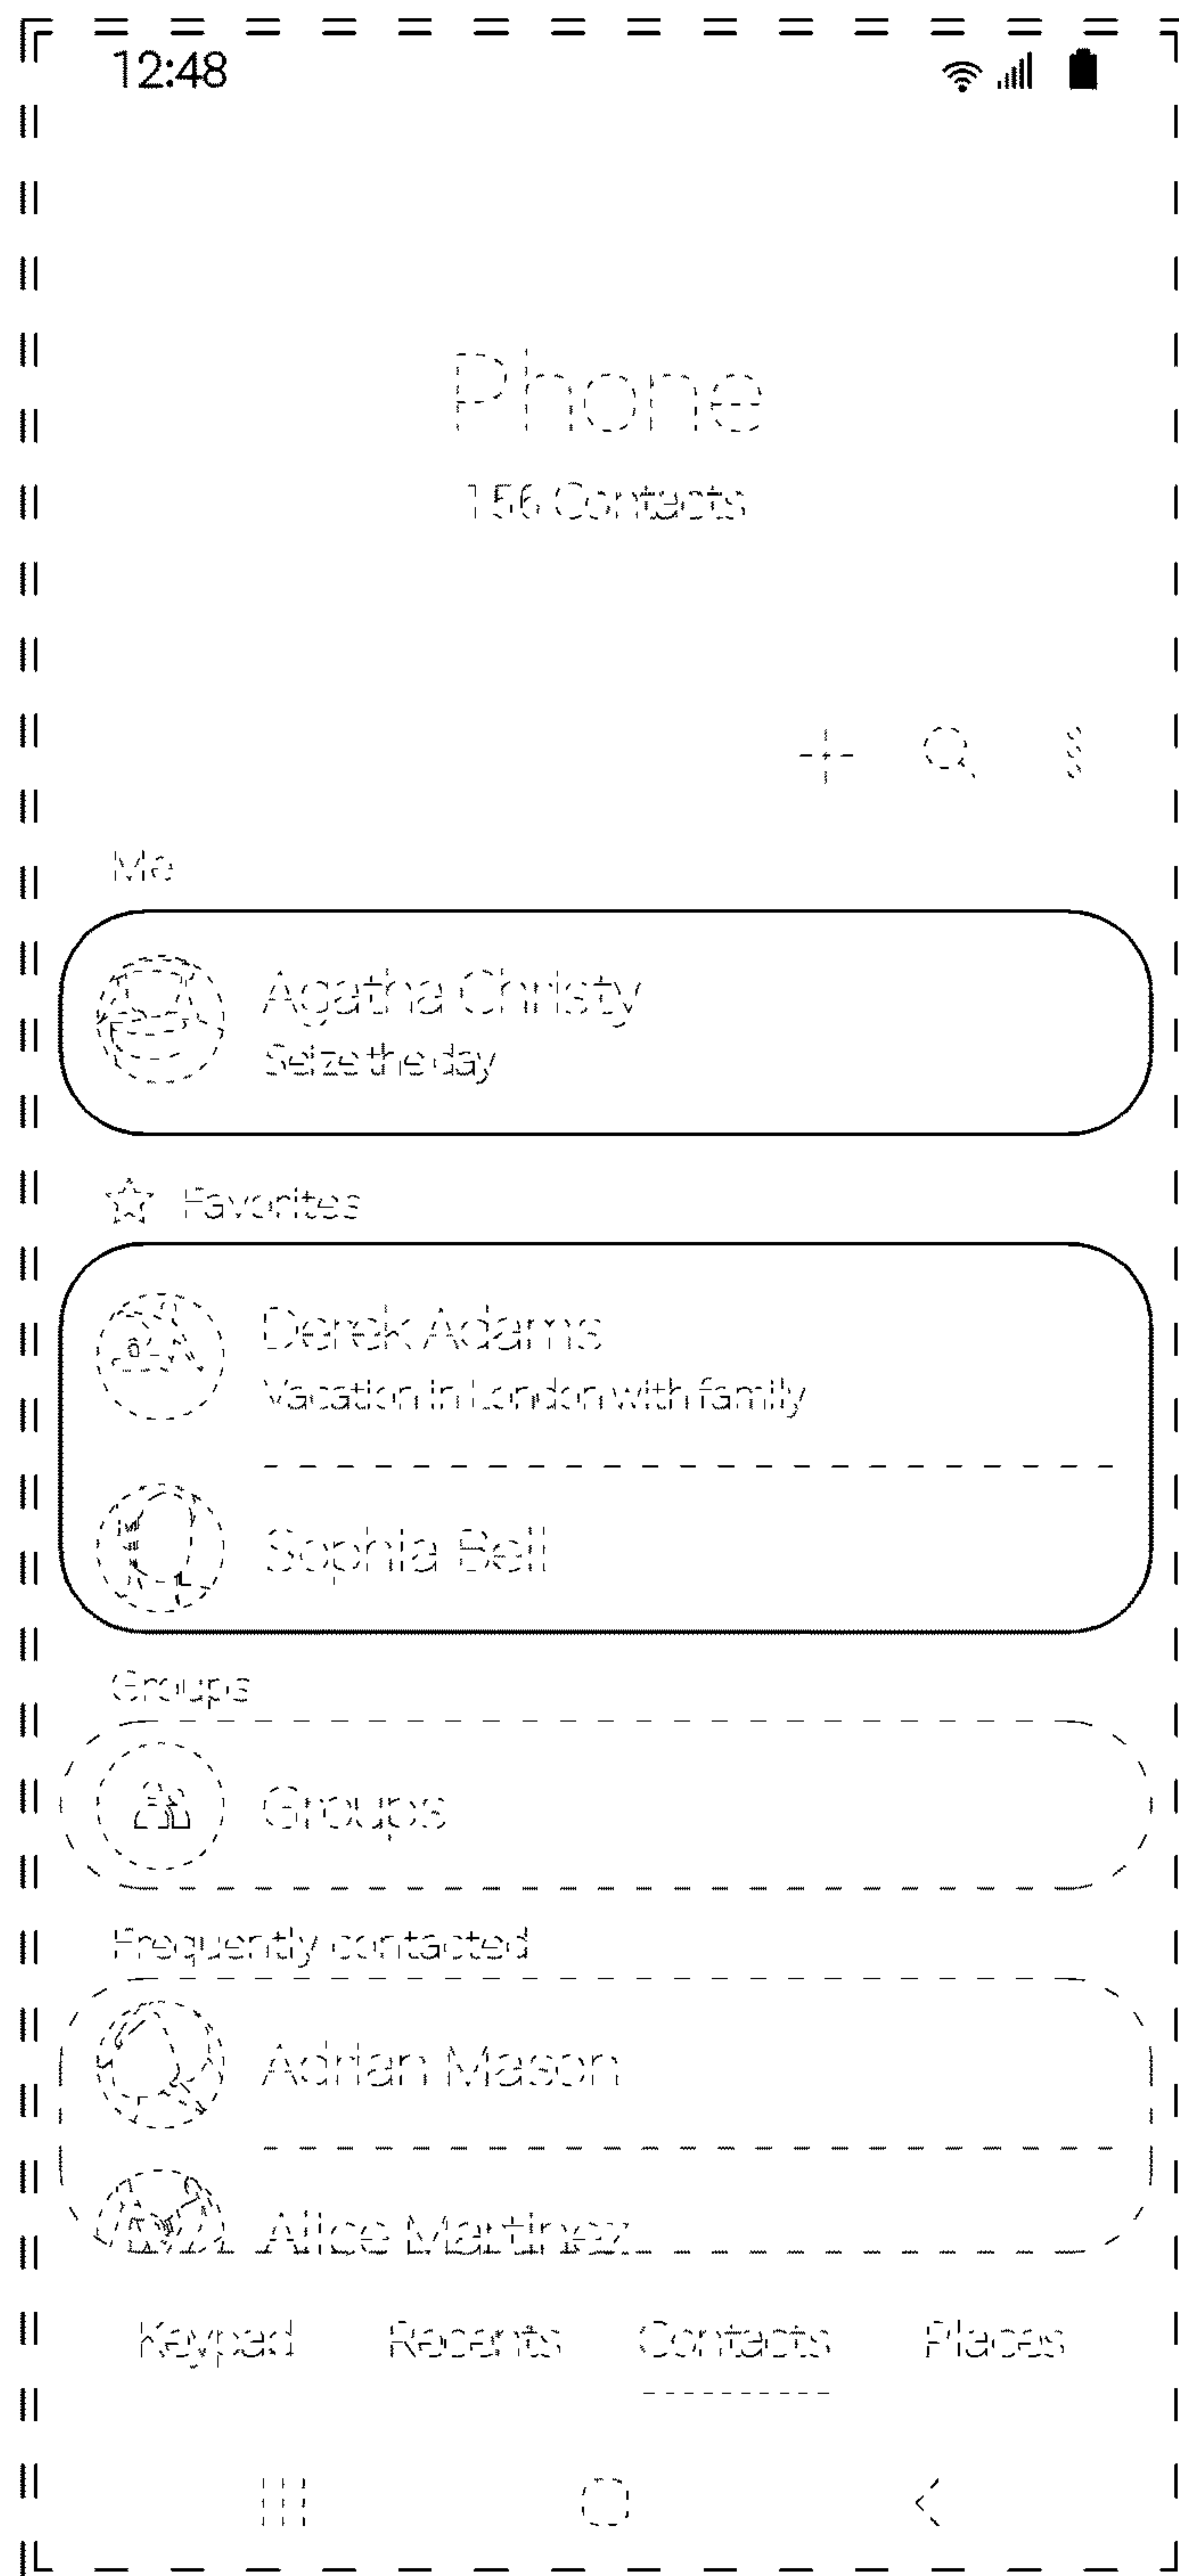 12:48
Phone
156 Contacts
Me
Agatha Christy
Seize the day
Favorites
Derek Adams
Vacation in London with family
Sophia Bell
Groups
Groups
Frequently contacted
Adrian Mason
Alice Martinez
Keypad Recents Contacts Places